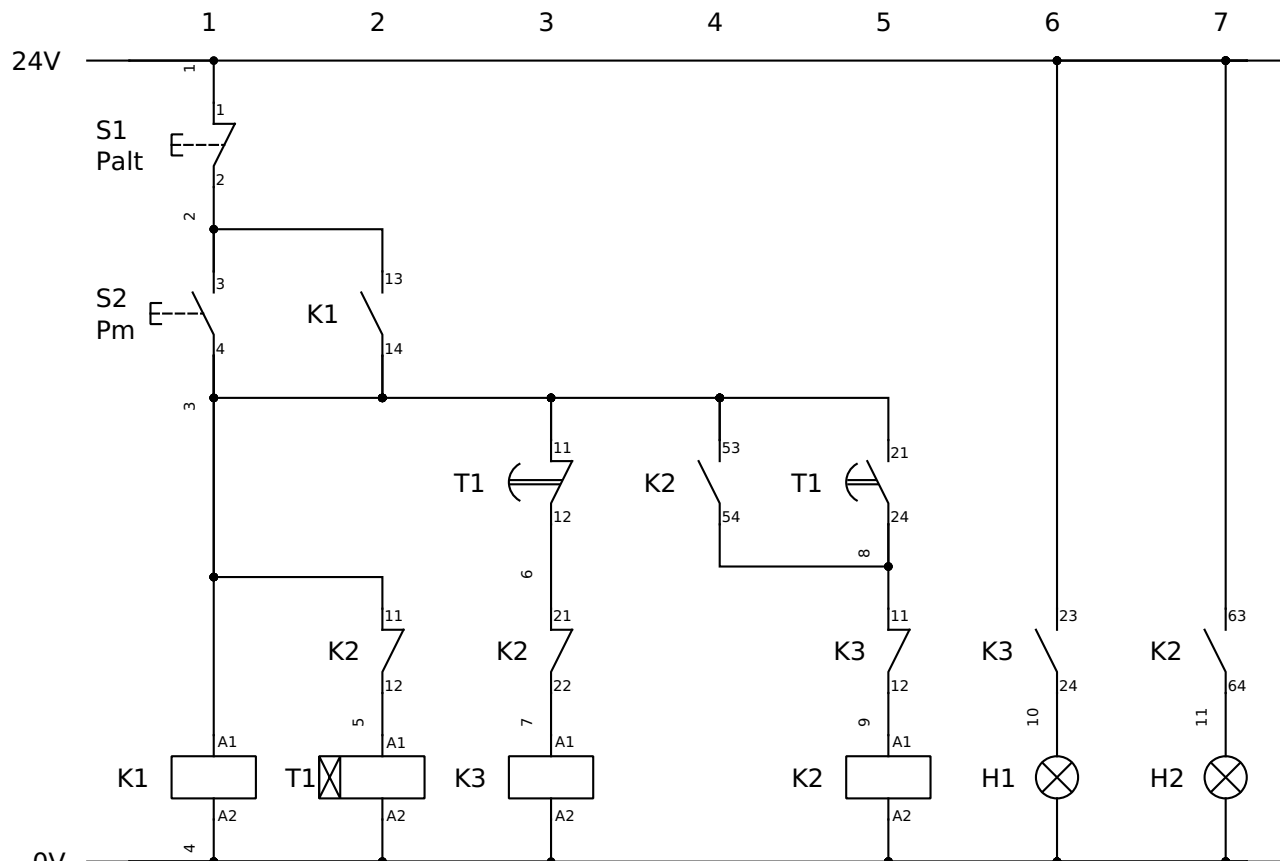 1 2 3 4 5 6 7
24V
1
1
S1
Palt
2
2
3 13
S2
Pm
K1
4 14
3
11 53 21
T1 K2 T1
12 54 24
6 8
11 21 11 23 63
K2 K2 K3 K3 K2
12 22 12 24 64
5 7 9 10 11
A1 A1 A1 A1
K1 T1 K3 K2 H1 H2
A2 A2 A2 A2
4
0V